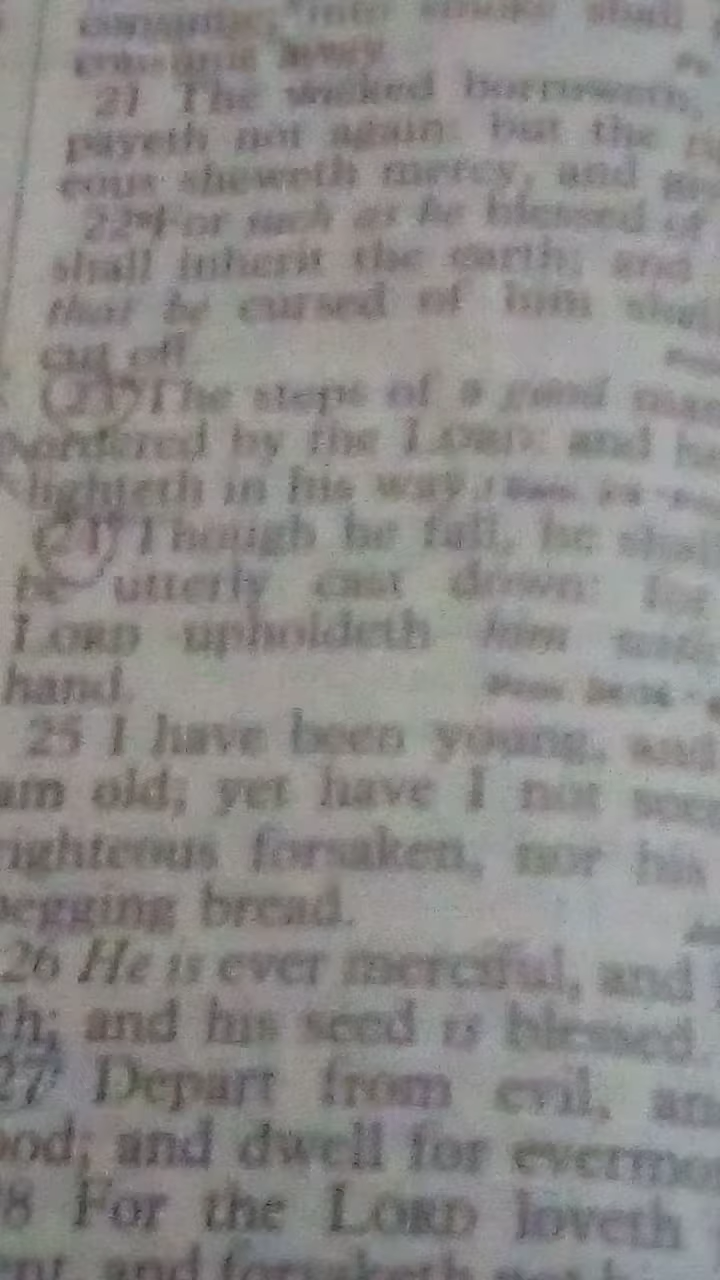 consume; into smoke shall
consume away.
21 The wicked borroweth,
payeth not again: but the
eous sheweth mercy, and
22 For such as be blessed of
shall inherit the earth; and
that be cursed of him shall
cut off.
23 The steps of a good man
ordered by the LORD: and he
lighteth in his way.
24 Though he fall, he shall
be utterly cast down: for
LORD upholdeth him with
hand.
25 I have been young, and
am old; yet have I not seen
righteous forsaken, nor his
begging bread.
26 He is ever merciful, and
th; and his seed is blessed.
27 Depart from evil, an
ood; and dwell for evermore
8 For the LORD loveth
ent, and forsaketh not